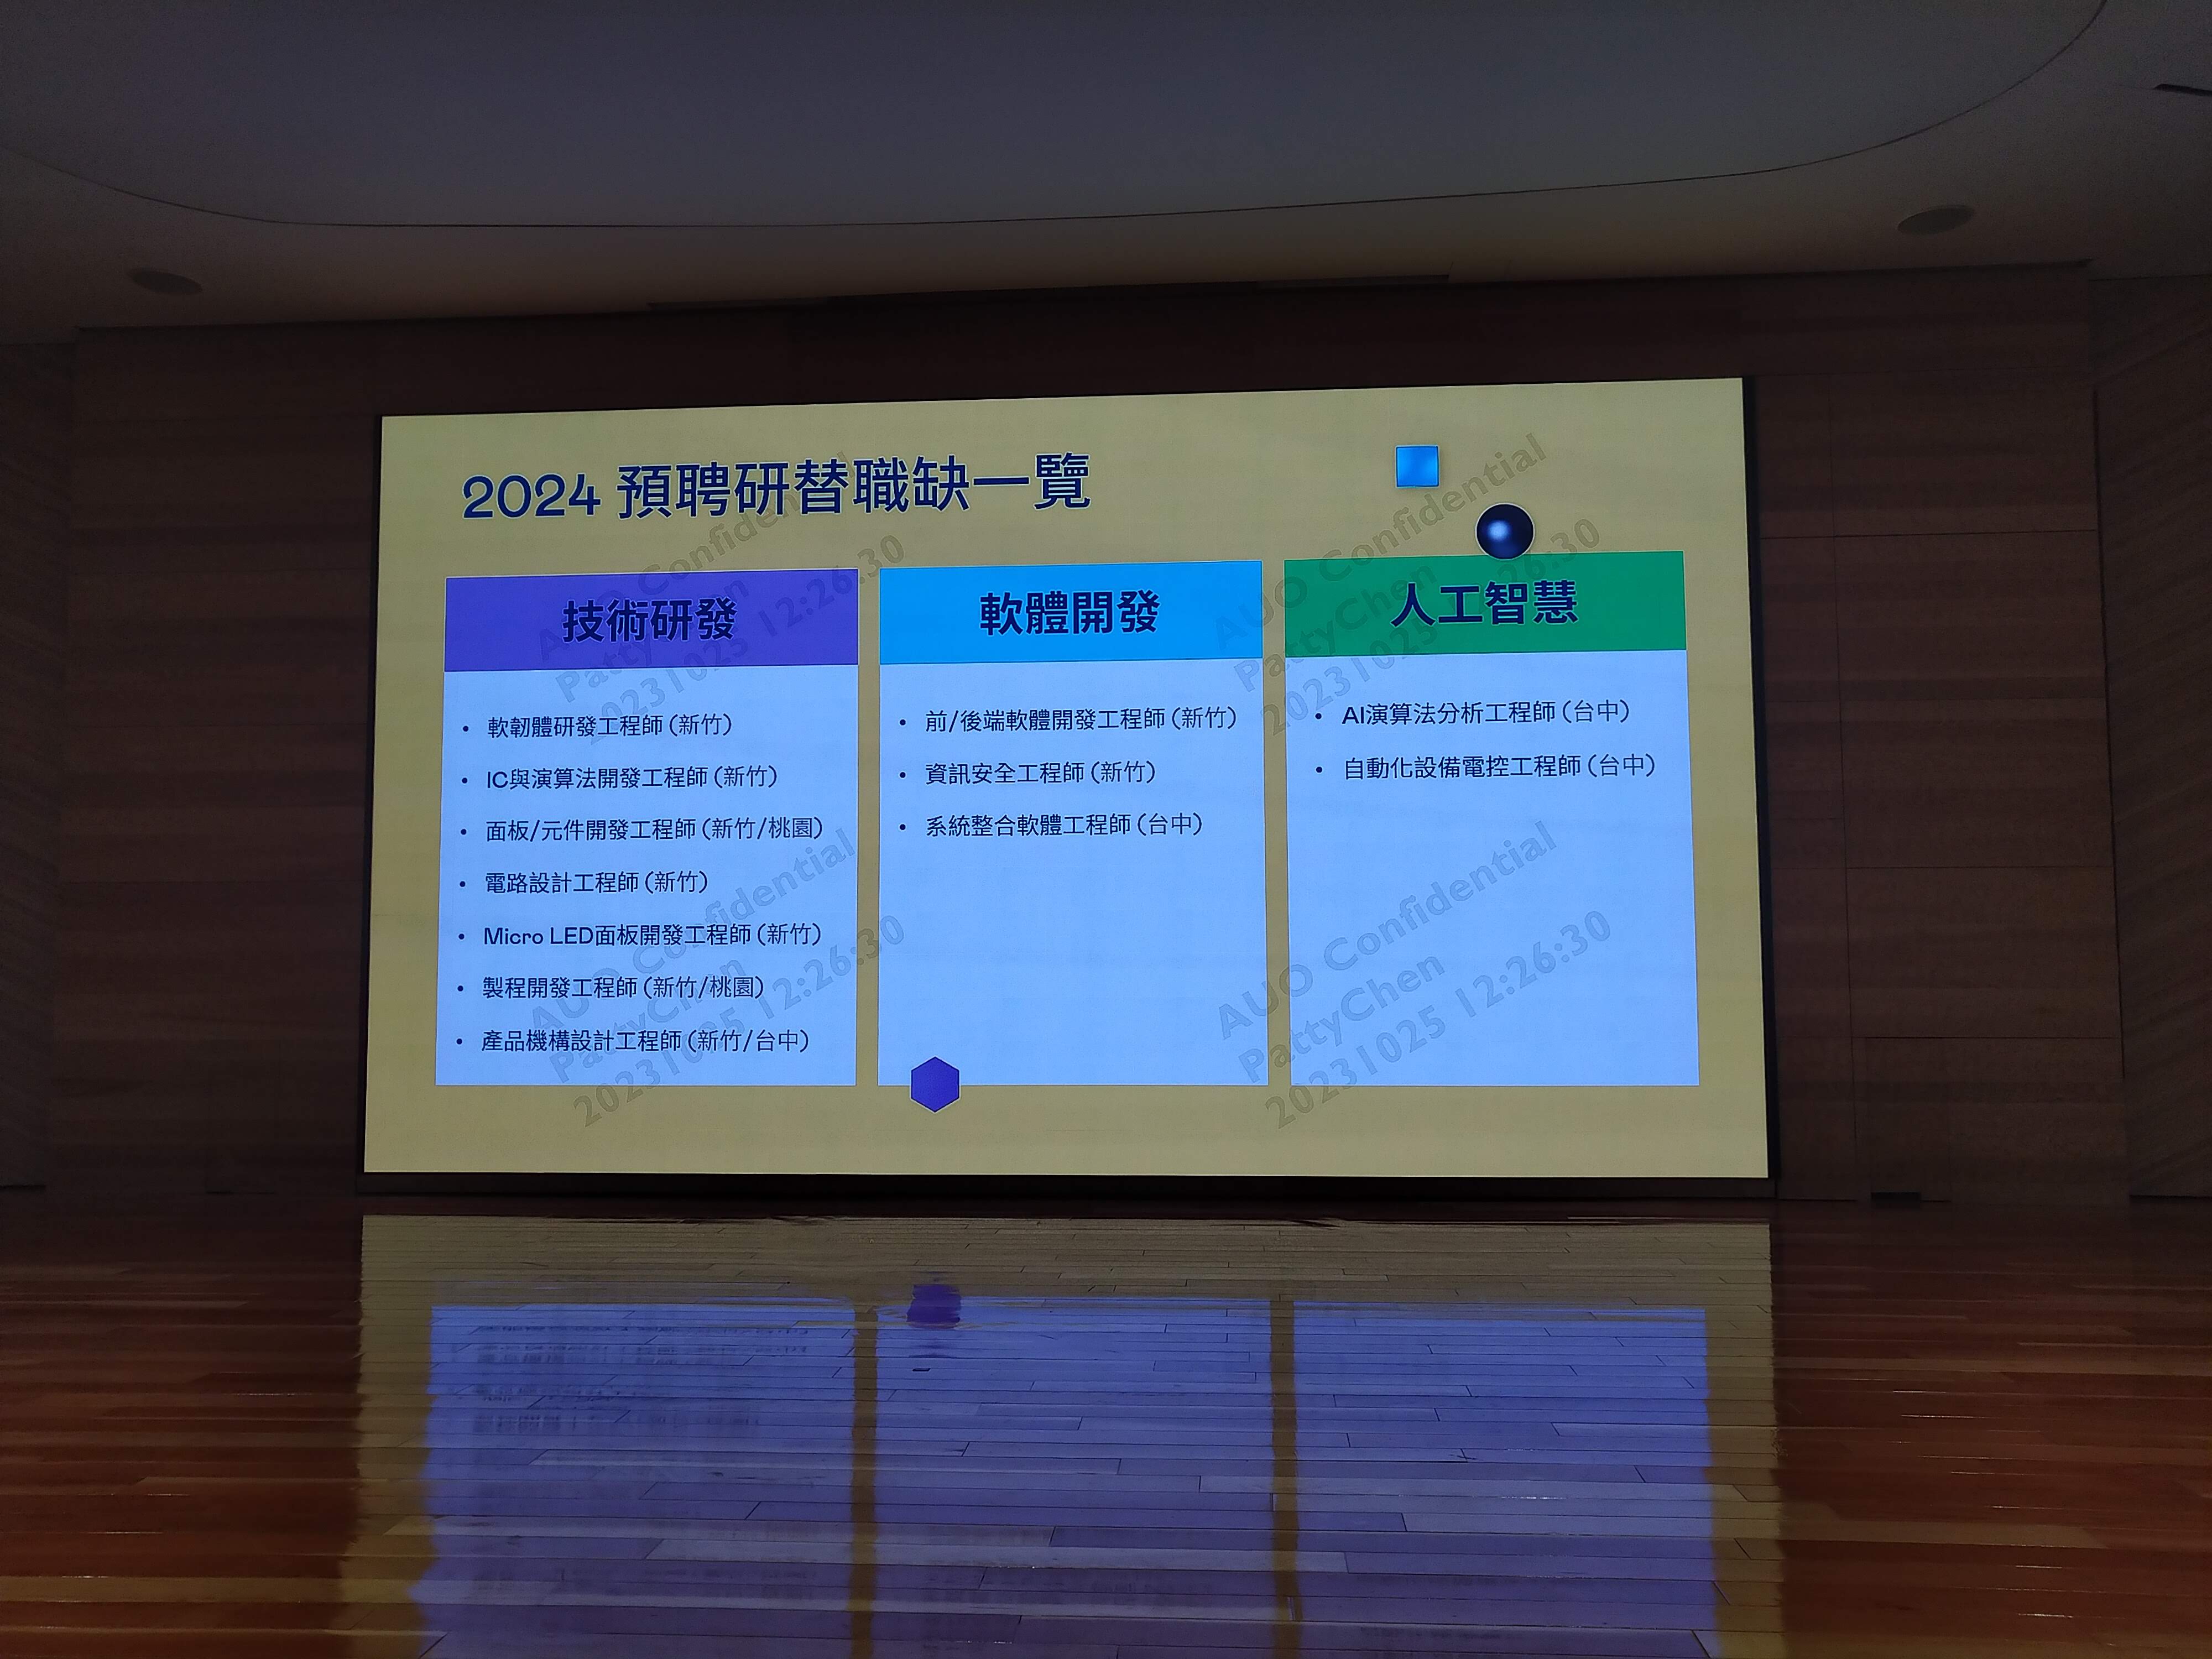 2024 預聘研替職缺一覽
技術研發
• 軟韌體研發工程師 (新竹)
• IC與演算法開發工程師 (新竹)
• 面板/元件開發工程師 (新竹/桃園)
• 電路設計工程師 (新竹)
• Micro LED面板開發工程師 (新竹)
• 製程開發工程師 (新竹/桃園)
• 產品機構設計工程師 (新竹/台中)
軟體開發
• 前/後端軟體開發工程師 (新竹)
• 資訊安全工程師 (新竹)
• 系統整合軟體工程師 (台中)
人工智慧
• AI演算法分析工程師 (台中)
• 自動化設備電控工程師 (台中)
AUO Confidential
PattyChen
20231025 12:26:30
AUO Confidential
PattyChen
20231025 12:26:30
AUO Confidential
PattyChen
20231025 12:26:30
AUO Confidential
PattyChen
20231025 12:26:30